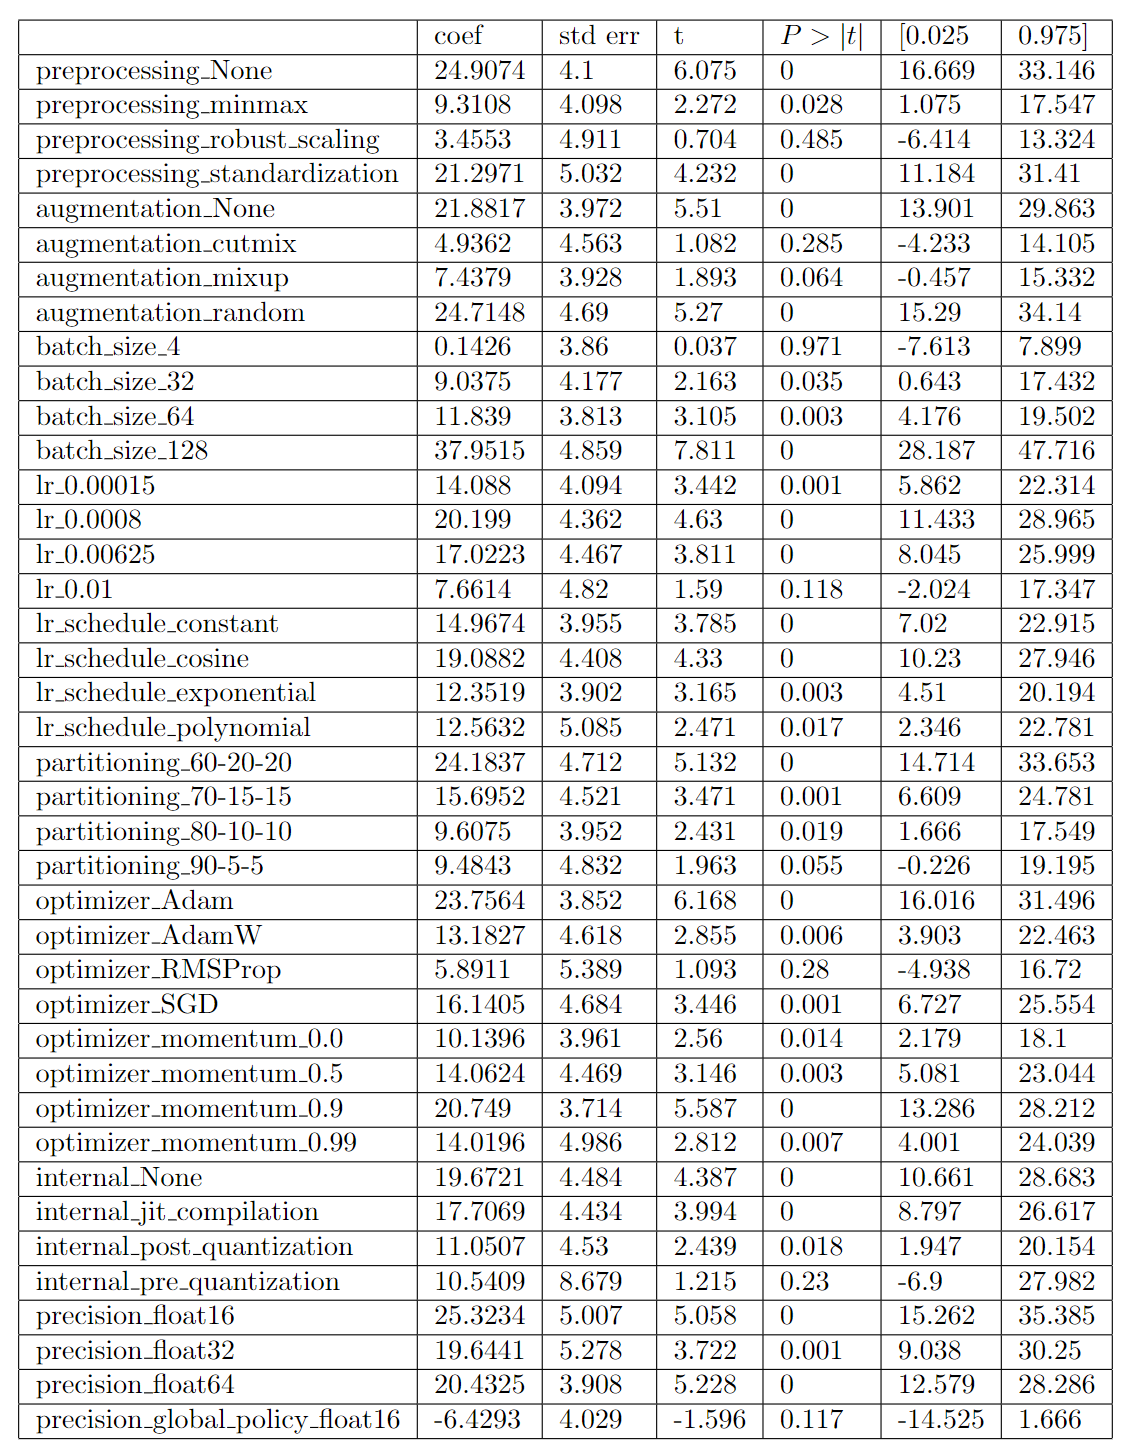 coef std err t P > |t| [0.025 0.975]
preprocessing_None 24.9074 4.1 6.075 0 16.669 33.146
preprocessing_minmax 9.3108 4.098 2.272 0.028 1.075 17.547
preprocessing_robust_scaling 3.4553 4.911 0.704 0.485 -6.414 13.324
preprocessing_standardization 21.2971 5.032 4.232 0 11.184 31.41
augmentation_None 21.8817 3.972 5.51 0 13.901 29.863
augmentation_cutmix 4.9362 4.563 1.082 0.285 -4.233 14.105
augmentation_mixup 7.4379 3.928 1.893 0.064 -0.457 15.332
augmentation_random 24.7148 4.69 5.27 0 15.29 34.14
batch_size_4 0.1426 3.86 0.037 0.971 -7.613 7.899
batch_size_32 9.0375 4.177 2.163 0.035 0.643 17.432
batch_size_64 11.839 3.813 3.105 0.003 4.176 19.502
batch_size_128 37.9515 4.859 7.811 0 28.187 47.716
lr_0.00015 14.088 4.094 3.442 0.001 5.862 22.314
lr_0.0008 20.199 4.362 4.63 0 11.433 28.965
lr_0.00625 17.0223 4.467 3.811 0 8.045 25.999
lr_0.01 7.6614 4.82 1.59 0.118 -2.024 17.347
lr_schedule_constant 14.9674 3.955 3.785 0 7.02 22.915
lr_schedule_cosine 19.0882 4.408 4.33 0 10.23 27.946
lr_schedule_exponential 12.3519 3.902 3.165 0.003 4.51 20.194
lr_schedule_polynomial 12.5632 5.085 2.471 0.017 2.346 22.781
partitioning_60-20-20 24.1837 4.712 5.132 0 14.714 33.653
partitioning_70-15-15 15.6952 4.521 3.471 0.001 6.609 24.781
partitioning_80-10-10 9.6075 3.952 2.431 0.019 1.666 17.549
partitioning_90-5-5 9.4843 4.832 1.963 0.055 -0.226 19.195
optimizer_Adam 23.7564 3.852 6.168 0 16.016 31.496
optimizer_AdamW 13.1827 4.618 2.855 0.006 3.903 22.463
optimizer_RMSProp 5.8911 5.389 1.093 0.28 -4.938 16.72
optimizer_SGD 16.1405 4.684 3.446 0.001 6.727 25.554
optimizer_momentum_0.0 10.1396 3.961 2.56 0.014 2.179 18.1
optimizer_momentum_0.5 14.0624 4.469 3.146 0.003 5.081 23.044
optimizer_momentum_0.9 20.749 3.714 5.587 0 13.286 28.212
optimizer_momentum_0.99 14.0196 4.986 2.812 0.007 4.001 24.039
internal_None 19.6721 4.484 4.387 0 10.661 28.683
internal_jit_compilation 17.7069 4.434 3.994 0 8.797 26.617
internal_post_quantization 11.0507 4.53 2.439 0.018 1.947 20.154
internal_pre_quantization 10.5409 8.679 1.215 0.23 -6.9 27.982
precision_float16 25.3234 5.007 5.058 0 15.262 35.385
precision_float32 19.6441 5.278 3.722 0.001 9.038 30.25
precision_float64 20.4325 3.908 5.228 0 12.579 28.286
precision_global_policy_float16 -6.4293 4.029 -1.596 0.117 -14.525 1.666